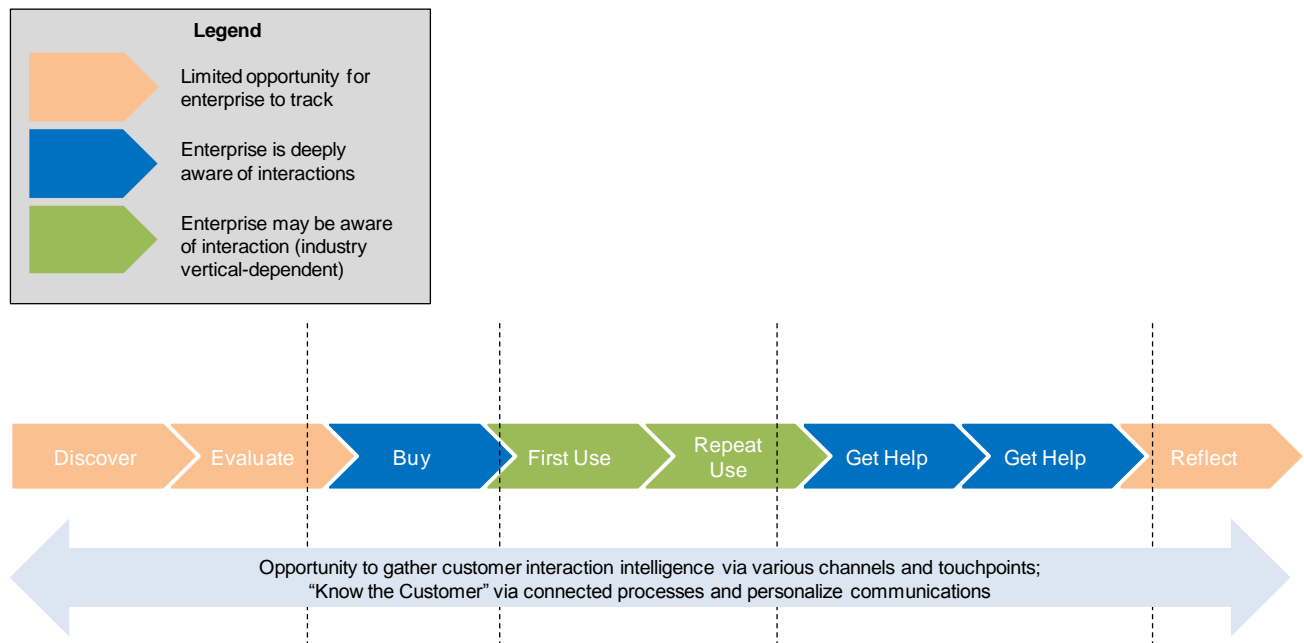 Legend
Limited opportunity for
enterprise to track
Enterprise is deeply
aware of interactions
Enterprise may be aware
of interaction (industry
vertical-dependent)
Discover
Evaluate
Buy
First Use
Repeat
Use
Get Help
Get Help
Reflect
Opportunity to gather customer interaction intelligence via various channels and touchpoints;
“Know the Customer” via connected processes and personalize communications